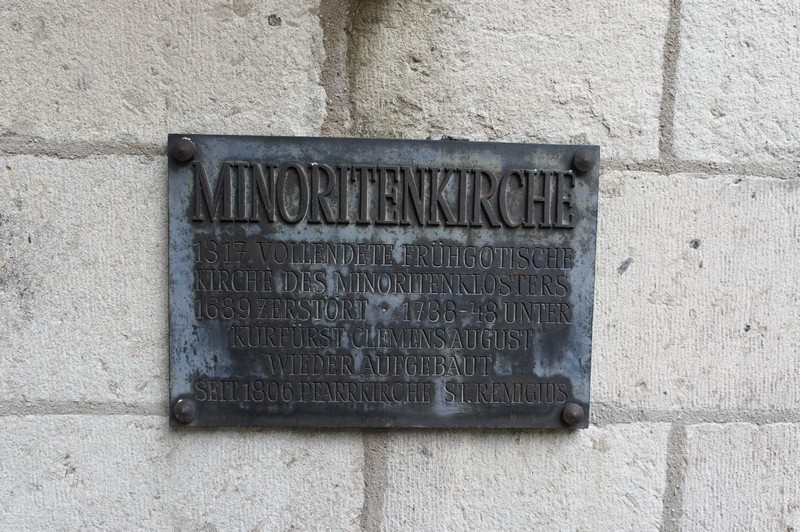 MINORITENKIRCHE
1317 VOLLENDETE FRÜHGOTISCHE
KIRCHE DES MINORITENKLOSTERS
1689 ZERSTÖRT · 1738-48 UNTER
KURFÜRST CLEMENS AUGUST
WIEDER AUFGEBAUT
SEIT 1806 PFARRKIRCHE ST. REMIGIUS